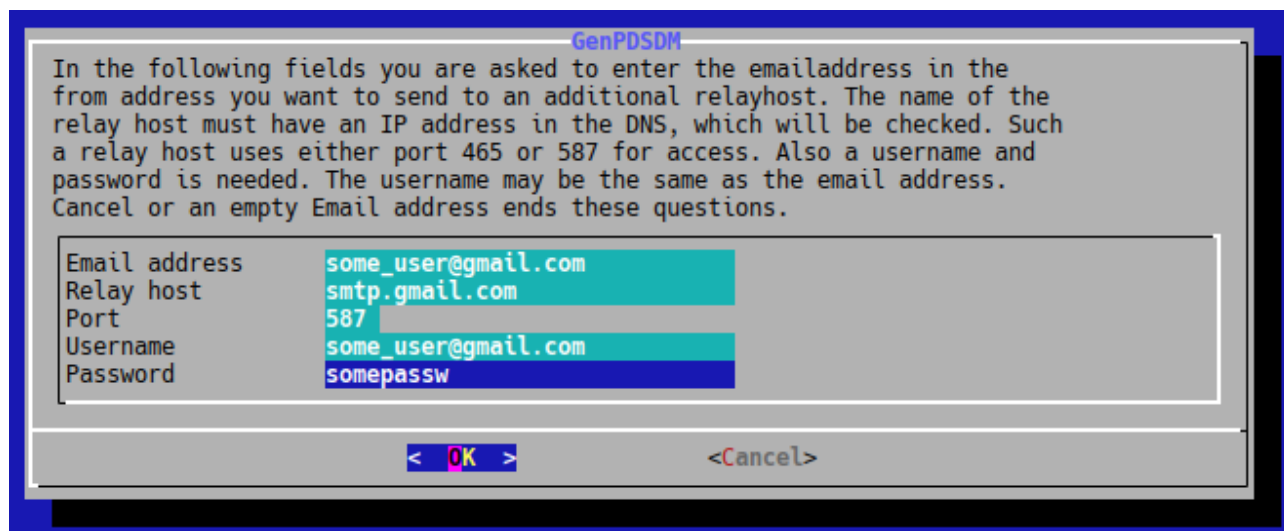 GenPDSDM
In the following fields you are asked to enter the emailaddress in the
from address you want to send to an additional relayhost. The name of the
relay host must have an IP address in the DNS, which will be checked. Such
a relay host uses either port 465 or 587 for access. Also a username and
password is needed. The username may be the same as the email address.
Cancel or an empty Email address ends these questions.
Email address some_user@gmail.com
Relay host smtp.gmail.com
Port 587
Username some_user@gmail.com
Password somepassw
< OK > <Cancel>